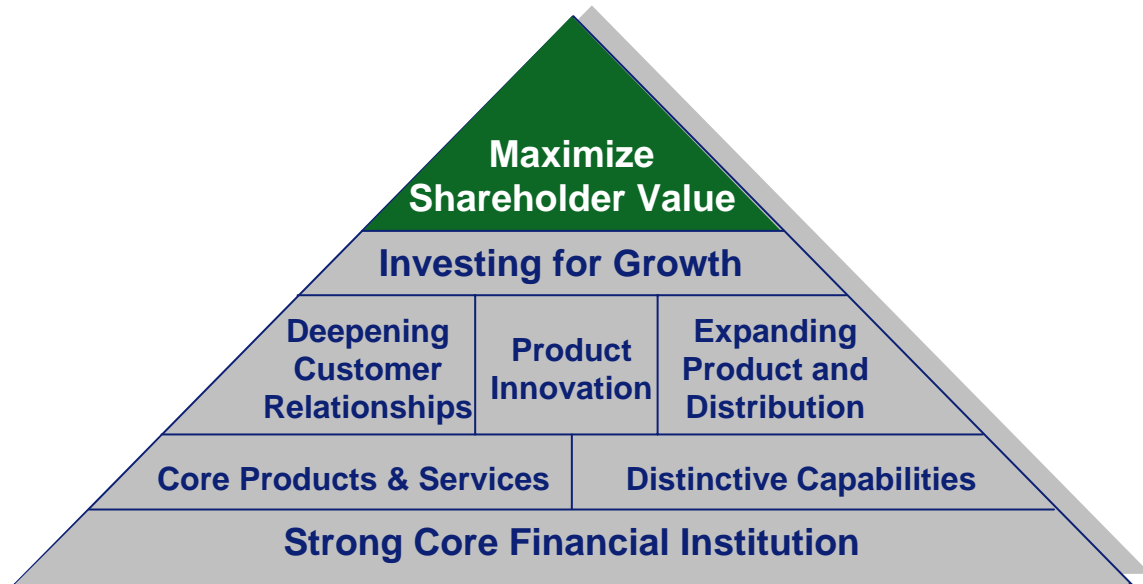 Maximize
Shareholder Value
Investing for Growth
Deepening
Customer
Relationships
Product
Innovation
Expanding
Product and
Distribution
Core Products & Services
Distinctive Capabilities
Strong Core Financial Institution